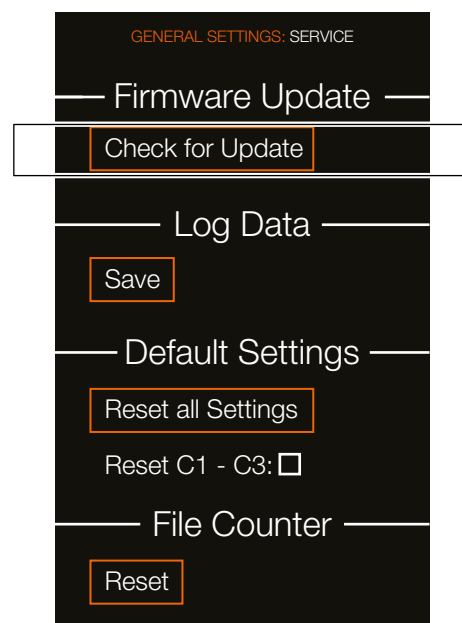 GENERAL SETTINGS: SERVICE
Firmware Update
Check for Update
Log Data
Save
Default Settings
Reset all Settings
Reset C1 - C3:
File Counter
Reset